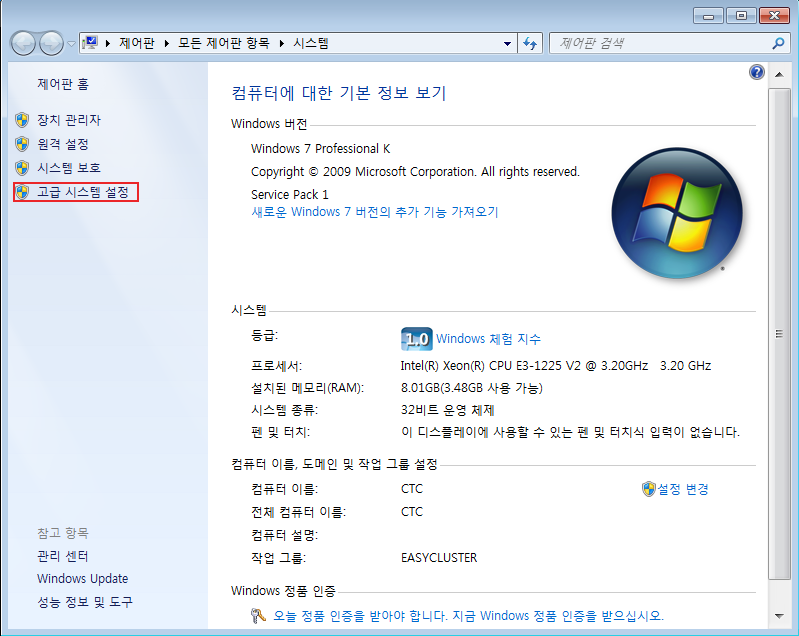 제어판 ▸ 모든 제어판 항목 ▸ 시스템
제어판 검색
제어판 홈
장치 관리자
원격 설정
시스템 보호
고급 시스템 설정
참고 항목
관리 센터
Windows Update
성능 정보 및 도구
컴퓨터에 대한 기본 정보 보기
Windows 버전
Windows 7 Professional K
Copyright © 2009 Microsoft Corporation. All rights reserved.
Service Pack 1
새로운 Windows 7 버전의 추가 기능 가져오기
시스템
등급: 1.0 Windows 체험 지수
프로세서: Intel(R) Xeon(R) CPU E3-1225 V2 @ 3.20GHz 3.20 GHz
설치된 메모리(RAM): 8.01GB(3.48GB 사용 가능)
시스템 종류: 32비트 운영 체제
펜 및 터치: 이 디스플레이에 사용할 수 있는 펜 및 터치식 입력이 없습니다.
컴퓨터 이름, 도메인 및 작업 그룹 설정
컴퓨터 이름: CTC 설정 변경
전체 컴퓨터 이름: CTC
컴퓨터 설명:
작업 그룹: EASYCLUSTER
Windows 정품 인증
오늘 정품 인증을 받아야 합니다. 지금 Windows 정품 인증을 받으십시오.